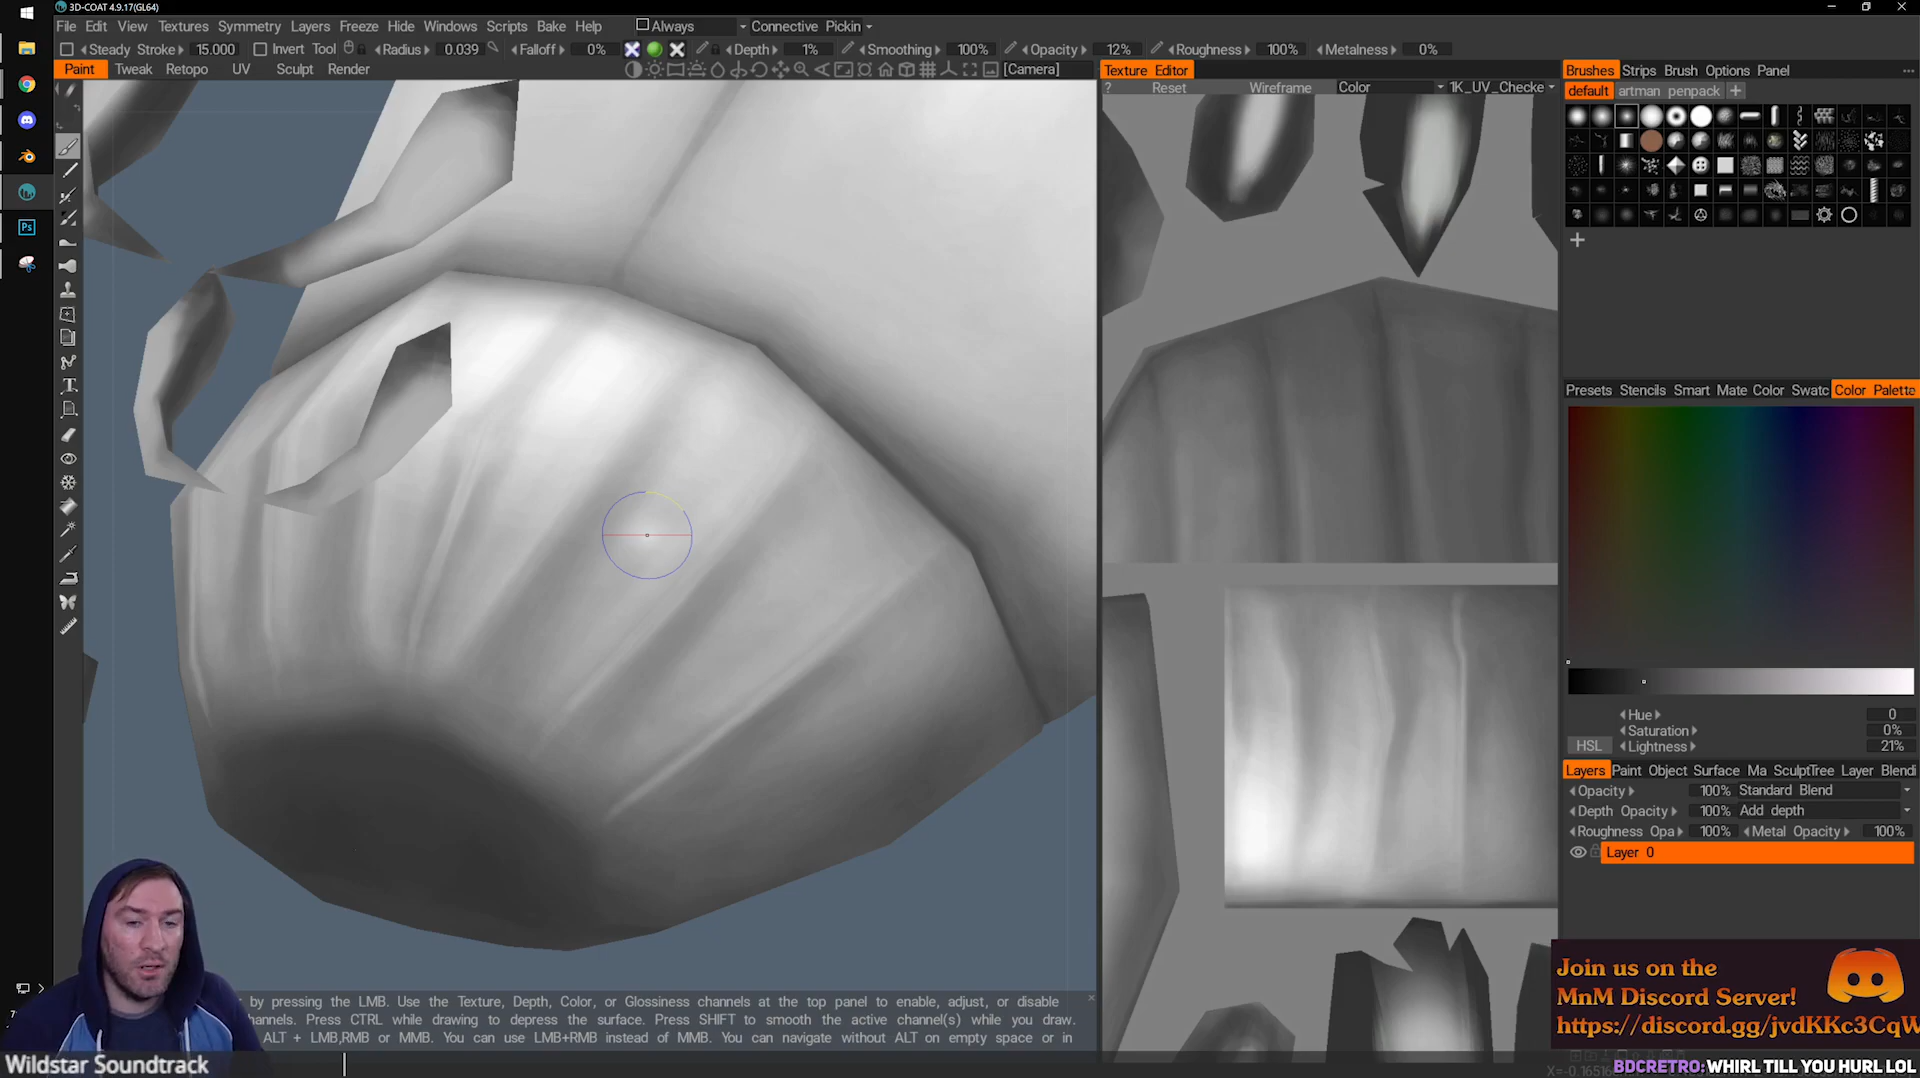 3D-COAT 4.9.17(GL64)
File Edit View Textures Symmetry Layers Freeze Hide Windows Scripts Bake Help Always Connective Pickin
Steady Stroke 15.000 Invert Tool Radius 0.039 Falloff 0% Depth 1% Smoothing 100% Opacity 12% Roughness 100% Metalness 0%
Paint Tweak Retopo UV Sculpt Render [Camera]
Texture Editor
? Reset Wireframe Color 1K_UV_Checke
Brushes Strips Brush Options Panel
default artman penpack +
Presets Stencils Smart Mate Color Swatc Color Palette
Hue 0
Saturation 0%
HSL Lightness 21%
Layers Paint Object Surface Ma SculptTree Layer Blendi
Opacity 100% Standard Blend
Depth Opacity 100% Add depth
Roughness Opa 100% Metal Opacity 100%
Layer 0
by pressing the LMB. Use the Texture, Depth, Color, or Glossiness channels at the top panel to enable, adjust, or disable
hannels. Press CTRL while drawing to depress the surface. Press SHIFT to smooth the active channel(s) while you draw.
ALT + LMB,RMB or MMB. You can use LMB+RMB instead of MMB. You can navigate without ALT on empty space or in
Join us on the
MnM Discord Server!
https://discord.gg/jvdKKc3CqW
Wildstar Soundtrack
BDCRETRO: WHIRL TILL YOU HURL LOL